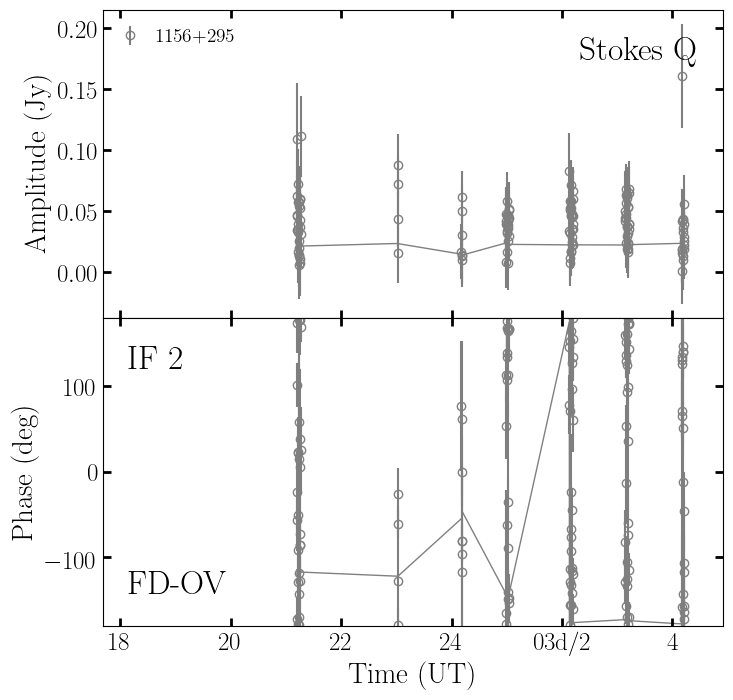 0.20
1156+295
Stokes Q
0.15
0.10
0.05
0.00
Amplitude (Jy)
IF 2
100
0
−100
Phase (deg)
FD-OV
18 20 22 24 03d/2 4
Time (UT)